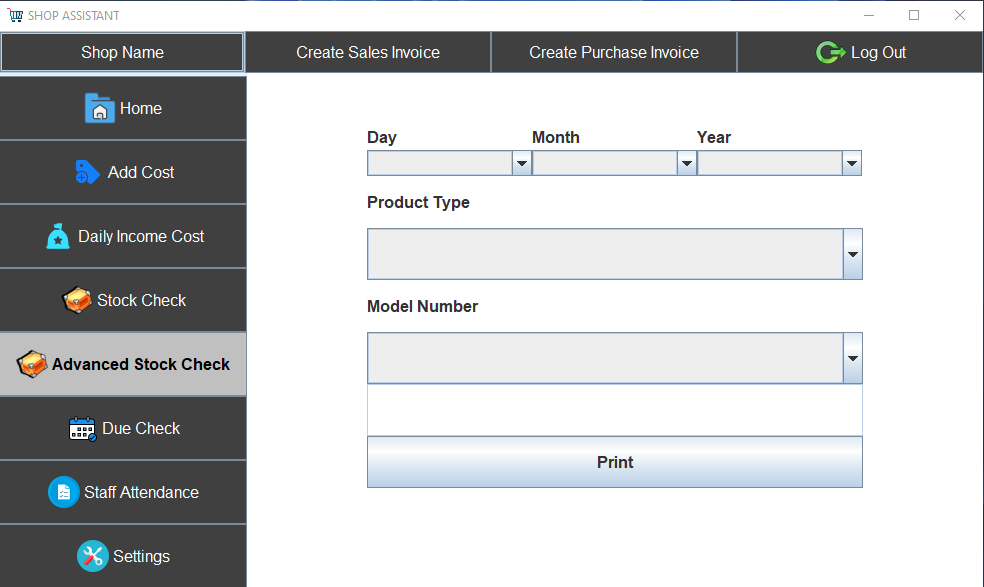 SHOP ASSISTANT
Shop Name
Create Sales Invoice
Create Purchase Invoice
Log Out
Home
Add Cost
Daily Income Cost
Stock Check
Advanced Stock Check
Due Check
Staff Attendance
Settings
Day Month Year
Product Type
Model Number
Print